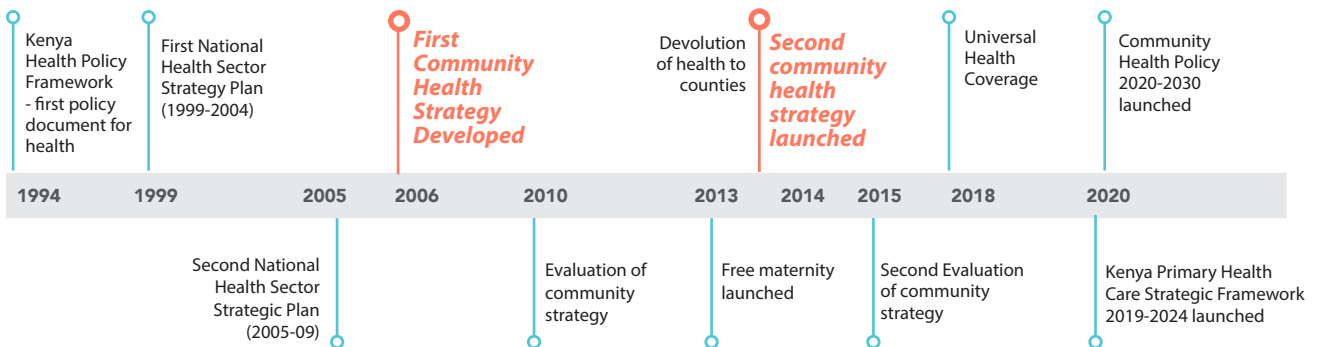 Kenya
Health Policy
Framework
- first policy
document for
health
First National
Health Sector
Strategy Plan
(1999-2004)
First
Community
Health
Strategy
Developed
Devolution
of health to
counties
Second
community
health
strategy
launched
Universal
Health
Coverage
Community
Health Policy
2020-2030
launched
1994
1999
2005
2006
2010
2013
2014
2015
2018
2020
Second National
Health Sector
Strategic Plan
(2005-09)
Evaluation of
community
strategy
Free maternity
launched
Second Evaluation
of community
strategy
Kenya Primary Health
Care Strategic Framework
2019-2024 launched